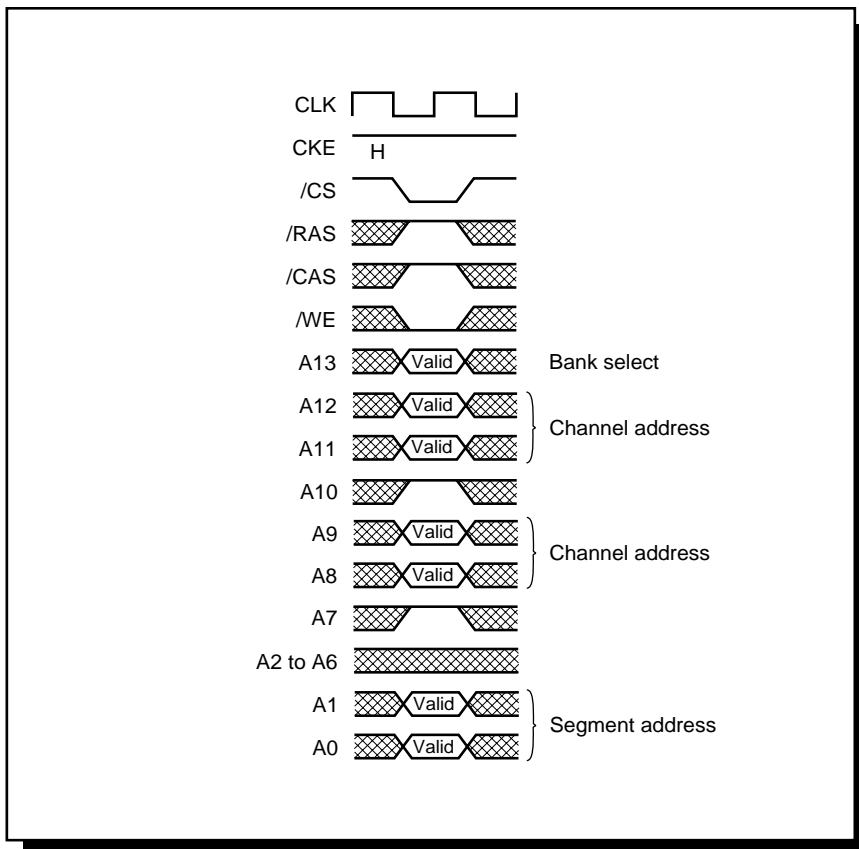 CLK
CKE H
/CS
/RAS
/CAS
/WE
A13 Valid Bank select
A12 Valid
Channel address
A11 Valid
A10
A9 Valid
Channel address
A8 Valid
A7
A2 to A6
A1 Valid
Segment address
A0 Valid